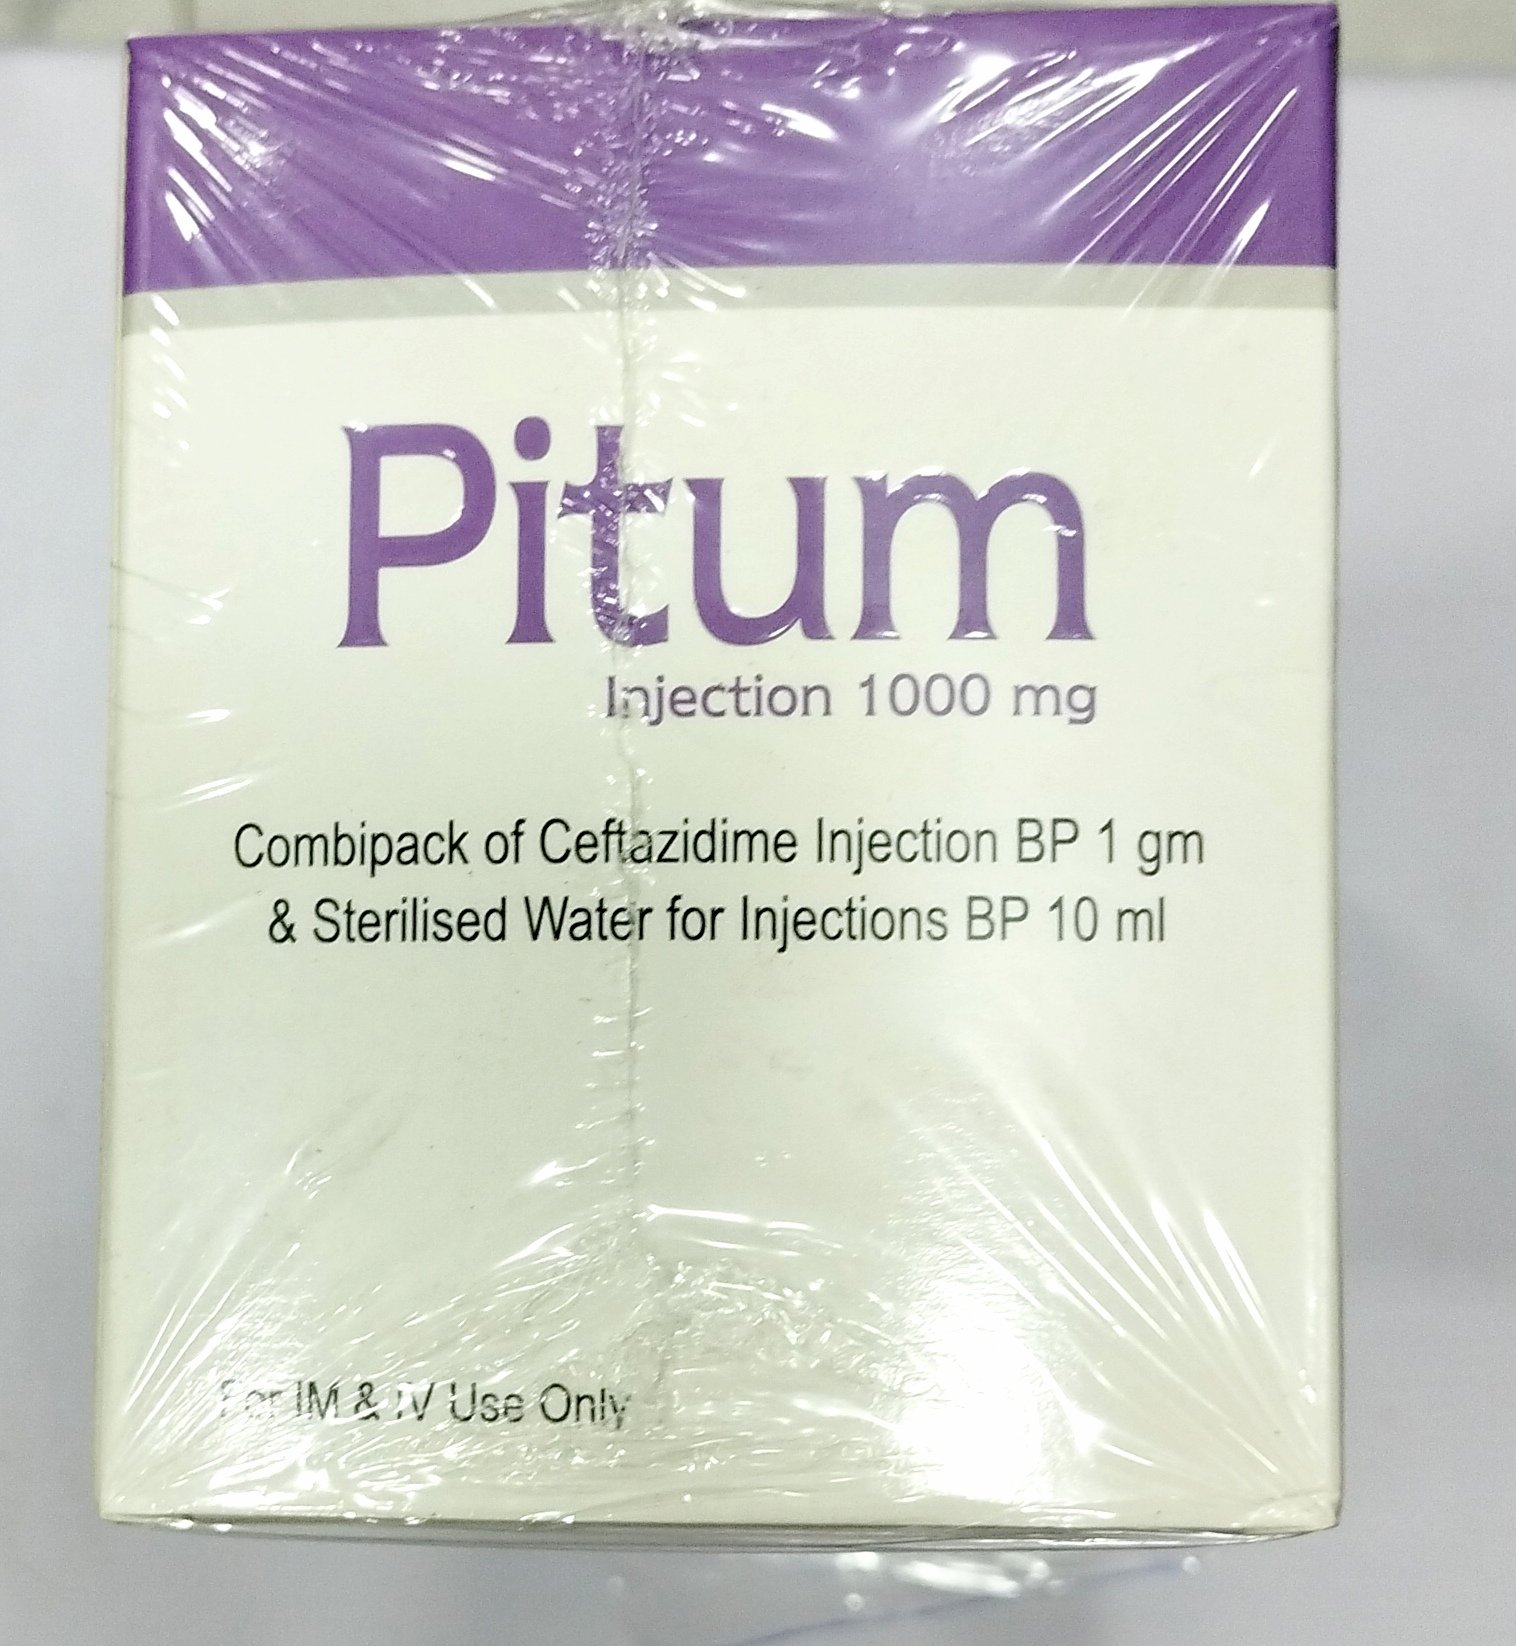 Pitum
Injection 1000 mg
Combipack of Ceftazidime Injection BP 1 gm
& Sterilised Water for Injections BP 10 ml
For IM & IV Use Only